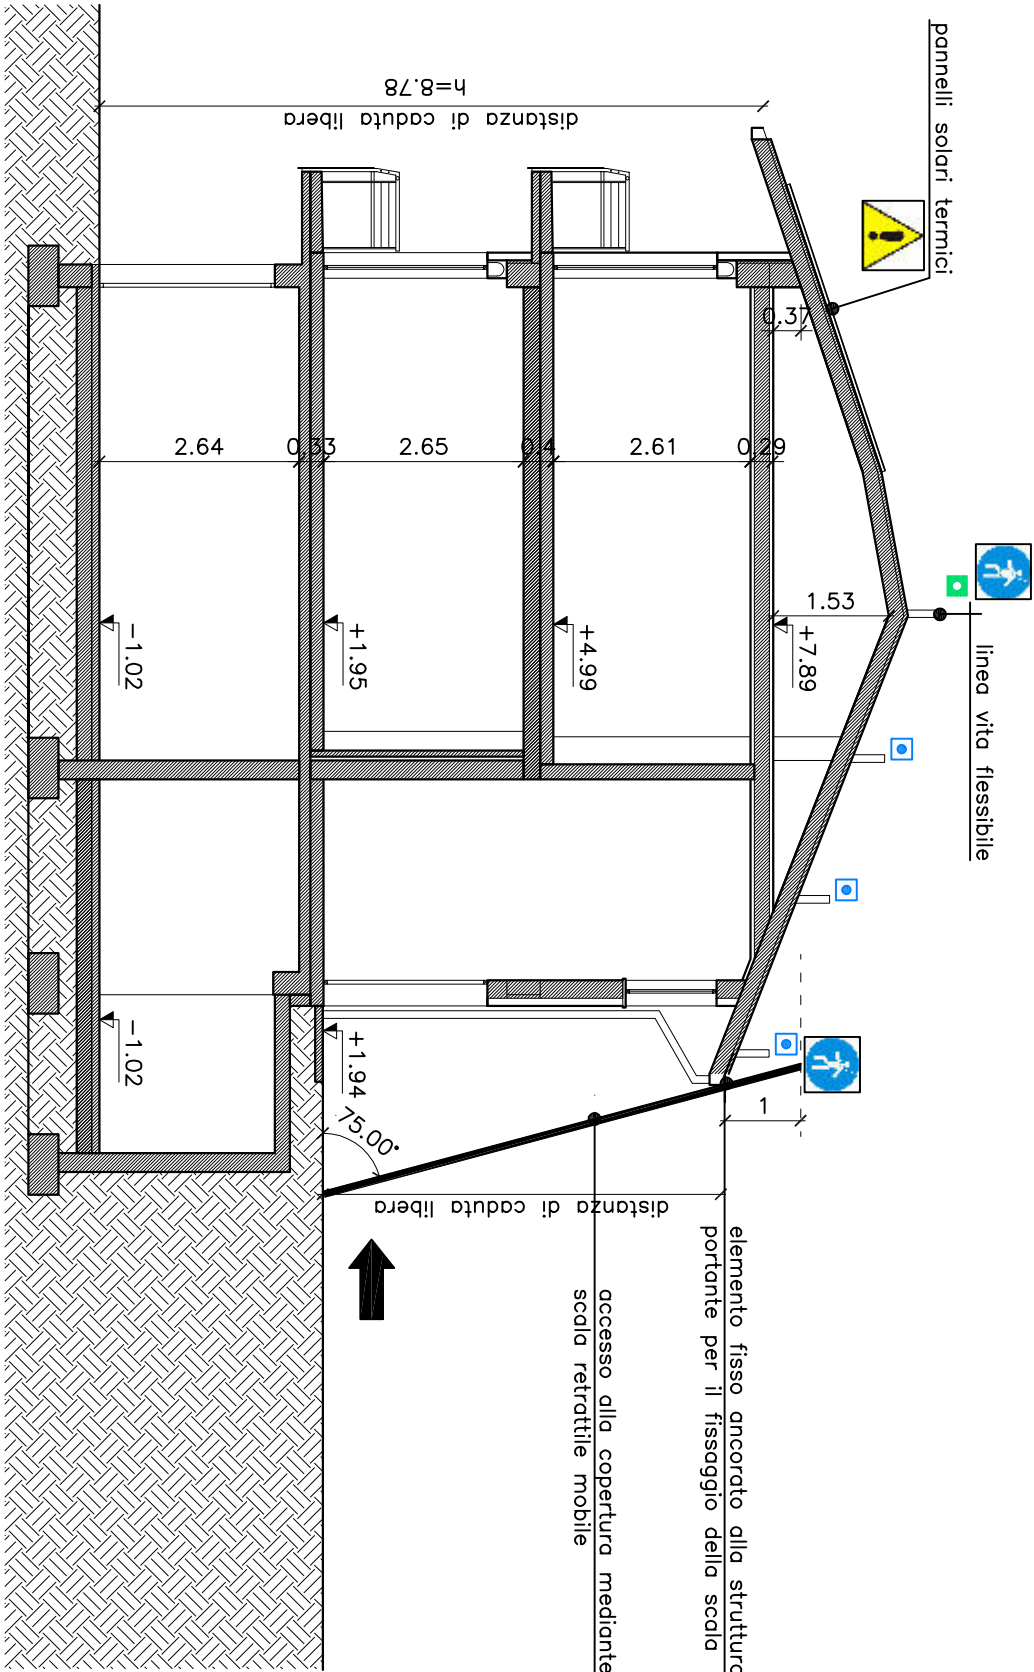 pannelli solari termici
linea vita flessibile
h=8.78
distanza di caduta libera
0.37
2.64
0.33
2.65
0.4
2.61
0.29
1.53
-1.02
+1.95
+4.99
+7.89
-1.02
+1.94
75.00°
1
distanza di caduta libera
elemento fisso ancorato alla struttura
portante per il fissaggio della scala
accesso alla copertura mediante
scala retrattile mobile